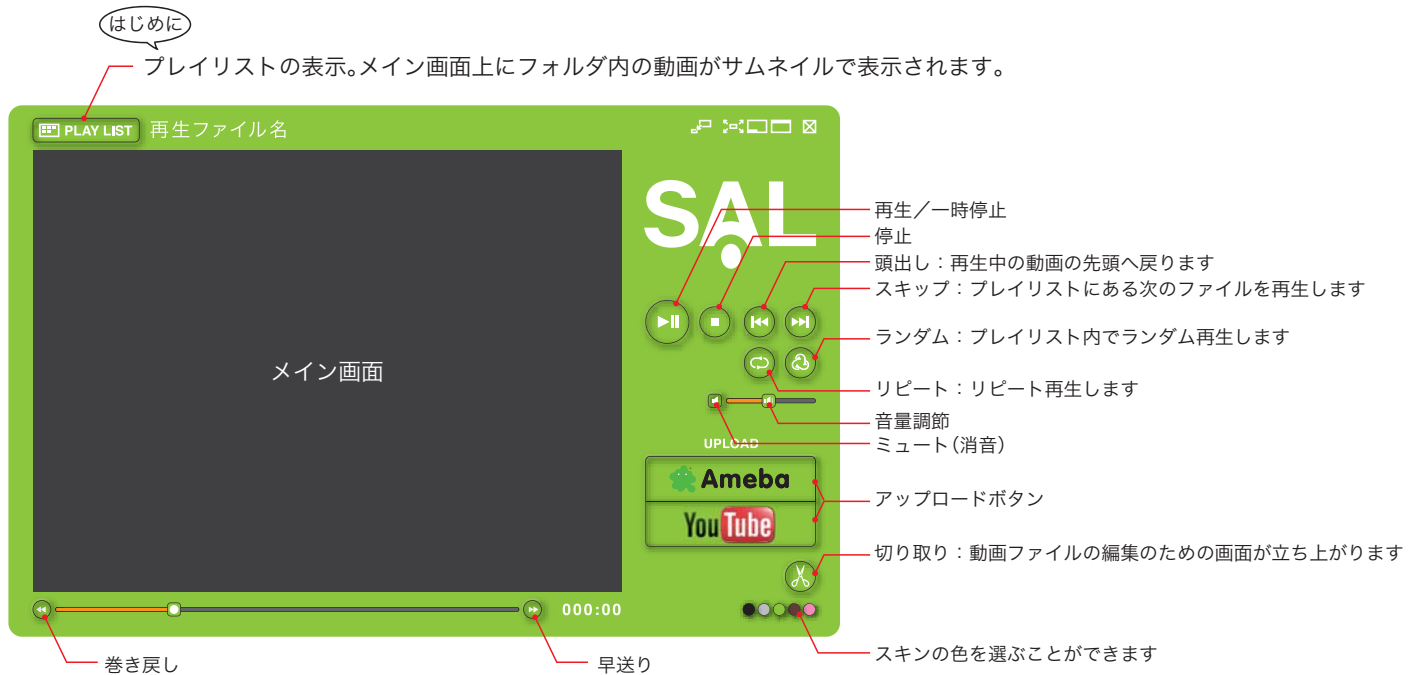 はじめに
プレイリストの表示。メイン画面上にフォルダ内の動画がサムネイルで表示されます。
PLAY LIST 再生ファイル名
SAL
メイン画面
再生／一時停止
停止
頭出し：再生中の動画の先頭へ戻ります
スキップ：プレイリストにある次のファイルを再生します
ランダム：プレイリスト内でランダム再生します
リピート：リピート再生します
音量調節
ミュート（消音）
UPLOAD
Ameba
YouTube
アップロードボタン
切り取り：動画ファイルの編集のための画面が立ち上がります
000:00
スキンの色を選ぶことができます
巻き戻し
早送り